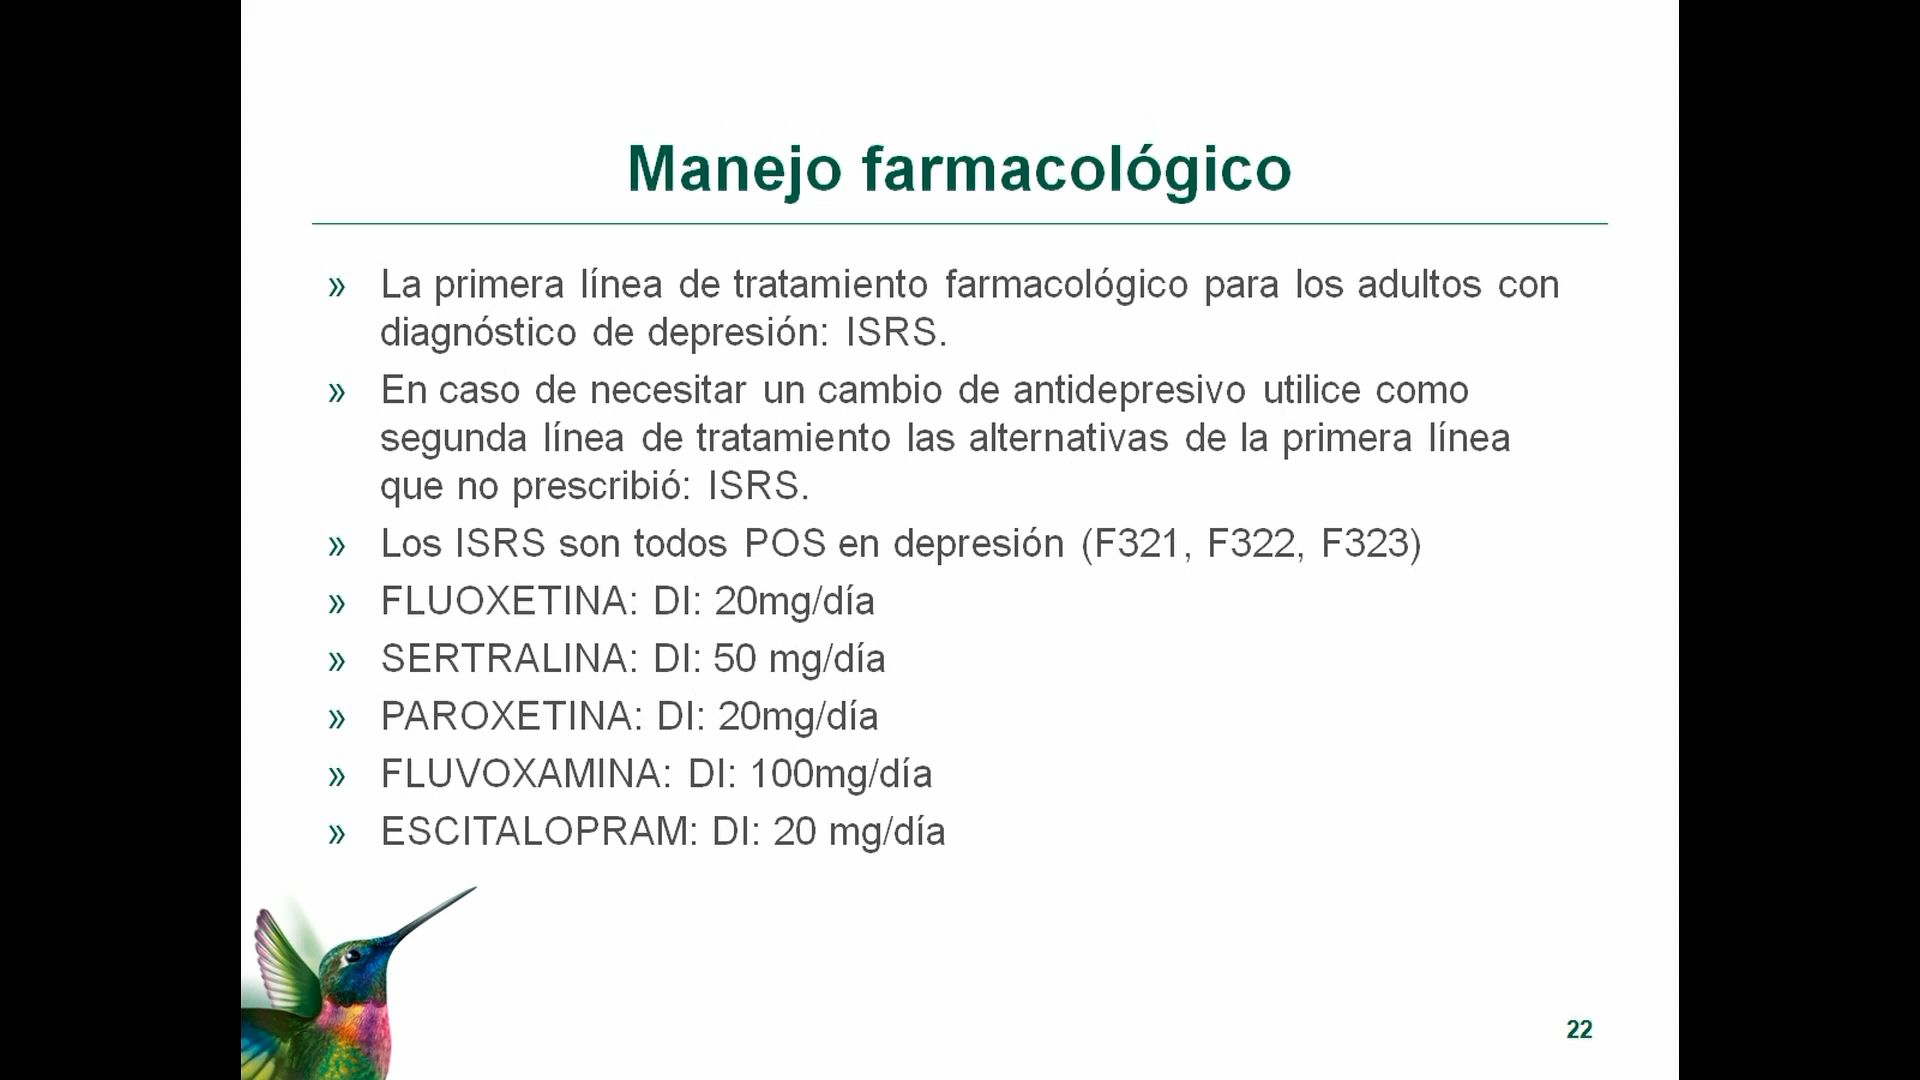 Manejo farmacológico
» La primera línea de tratamiento farmacológico para los adultos con
diagnóstico de depresión: ISRS.
» En caso de necesitar un cambio de antidepresivo utilice como
segunda línea de tratamiento las alternativas de la primera línea
que no prescribió: ISRS.
» Los ISRS son todos POS en depresión (F321, F322, F323)
» FLUOXETINA: DI: 20mg/día
» SERTRALINA: DI: 50 mg/día
» PAROXETINA: DI: 20mg/día
» FLUVOXAMINA: DI: 100mg/día
» ESCITALOPRAM: DI: 20 mg/día
22